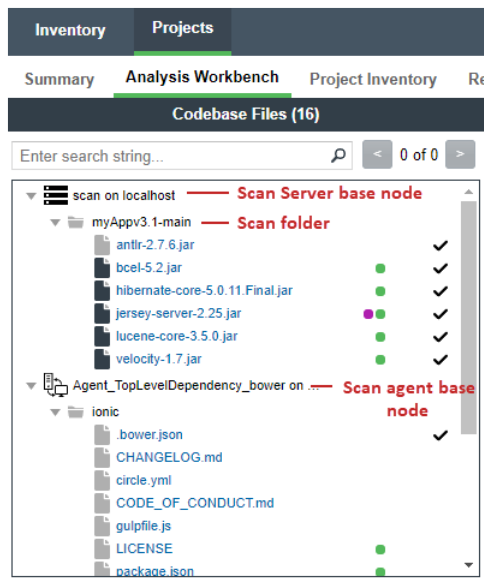 Inventory Projects
Summary Analysis Workbench Project Inventory Re
Codebase Files (16)
Enter search string... < 0 of 0 >
scan on localhost Scan Server base node
myAppv3.1-main Scan folder
antlr-2.7.6.jar
bcel-5.2.jar
hibernate-core-5.0.11.Final.jar
jersey-server-2.25.jar
lucene-core-3.5.0.jar
velocity-1.7.jar
Agent_TopLevelDependency_bower on ... Scan agent base
node
ionic
.bower.json
CHANGELOG.md
circle.yml
CODE_OF_CONDUCT.md
gulpfile.js
LICENSE
package.json